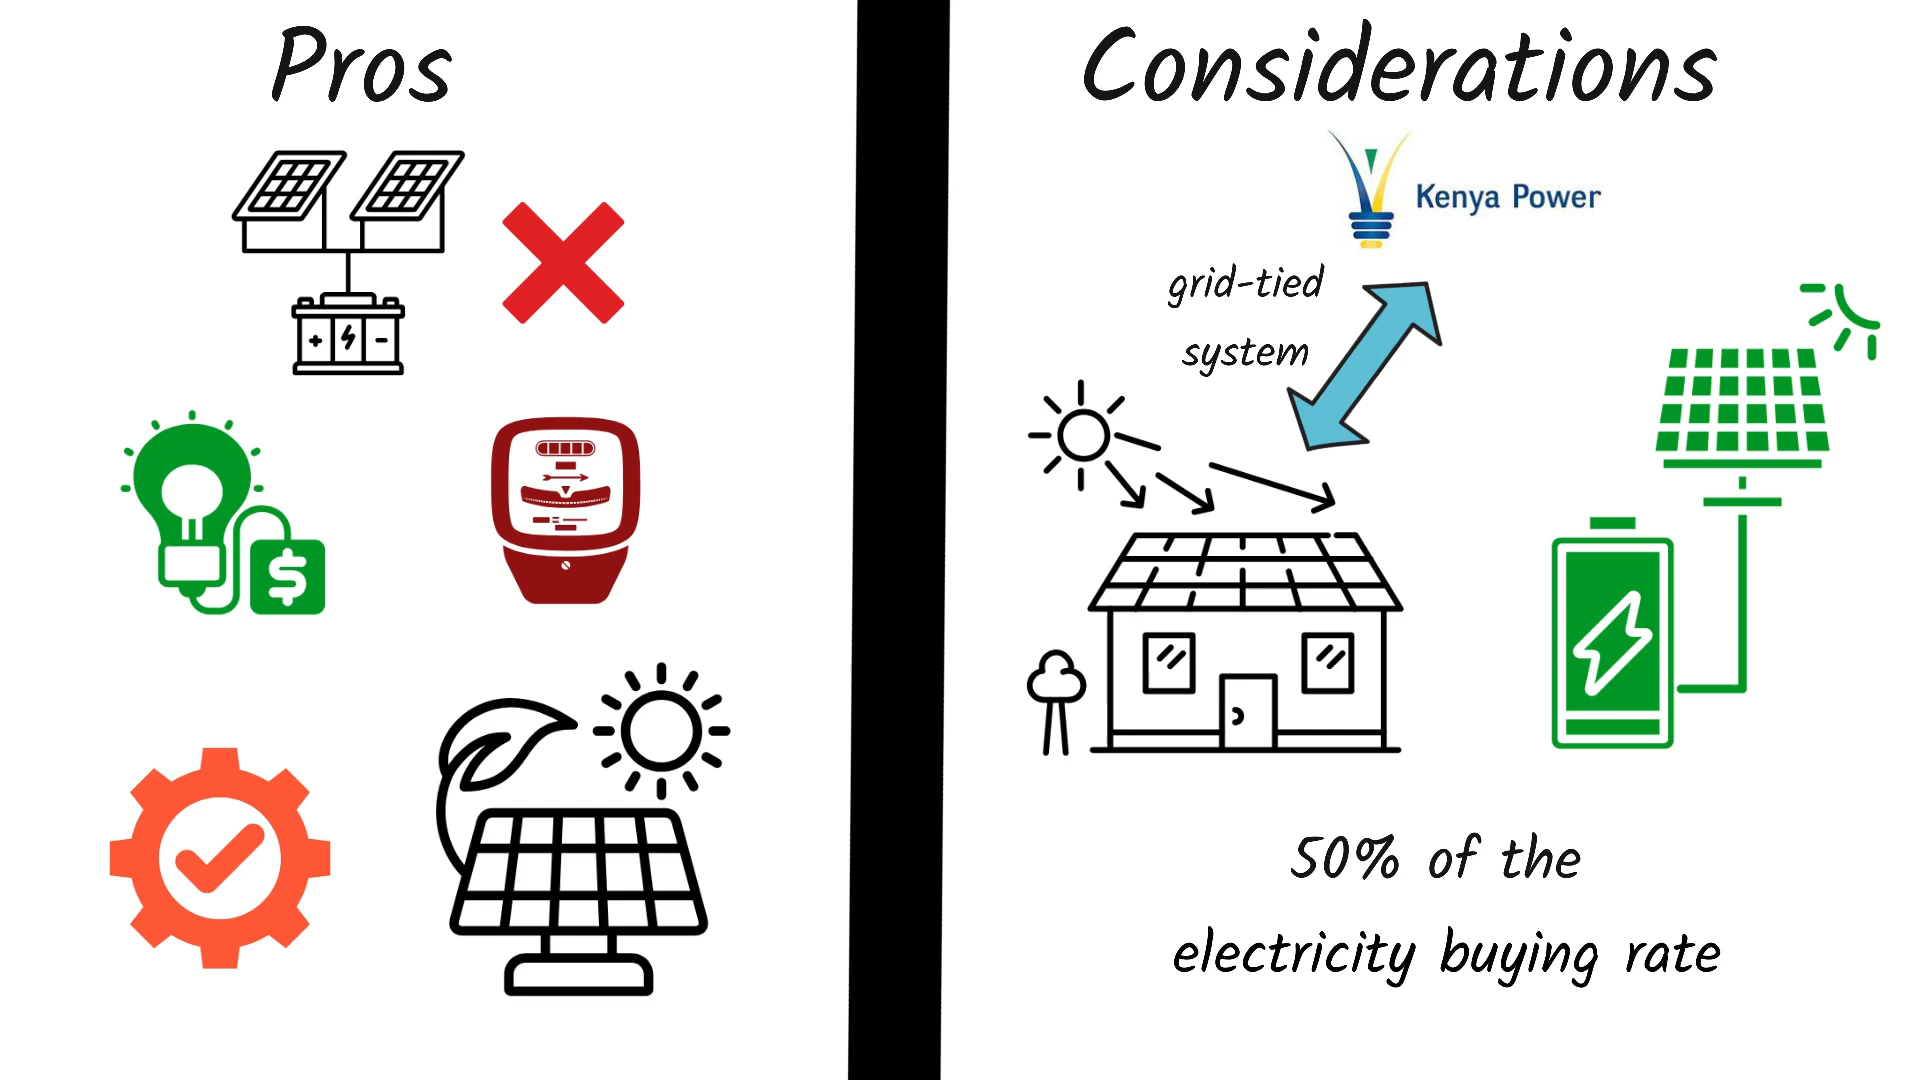 Pros
$
Considerations
Kenya Power
grid-tied
system
50% of the
electricity buying rate